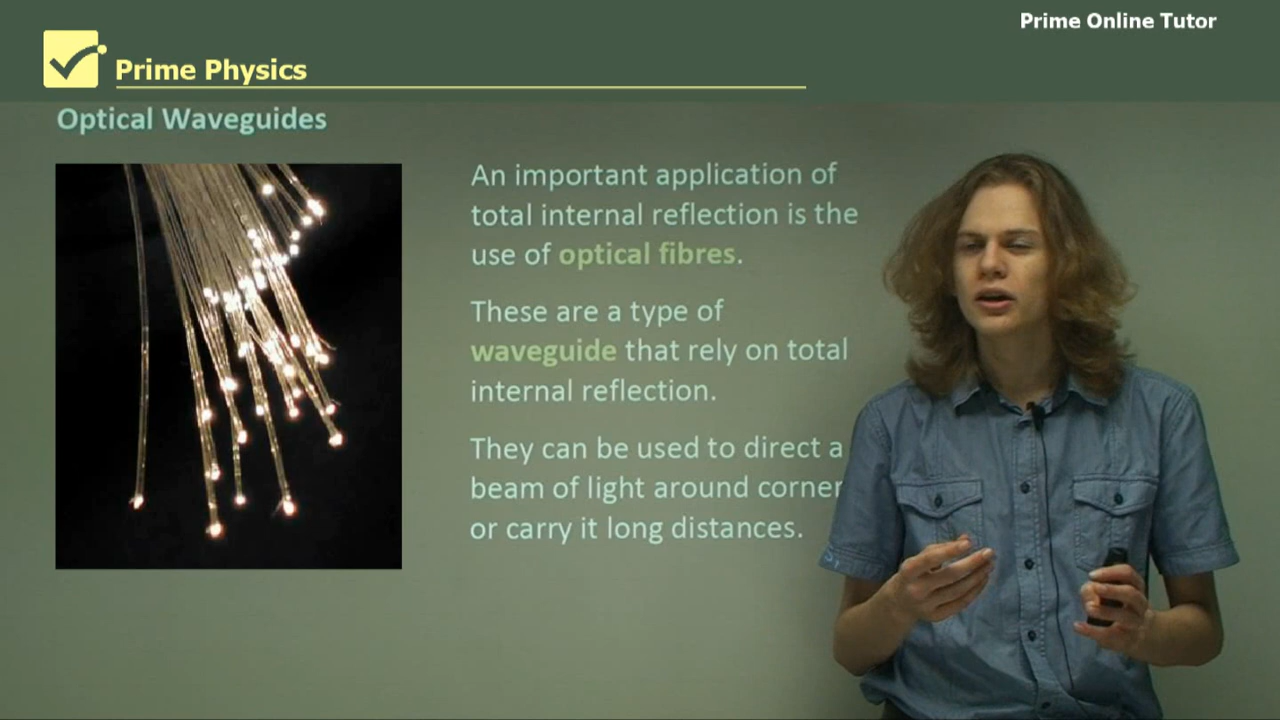 Prime Online Tutor
Prime Physics
Optical Waveguides
An important application of
total internal reflection is the
use of optical fibres.
These are a type of
waveguide that rely on total
internal reflection.
They can be used to direct a
beam of light around corner
or carry it long distances.